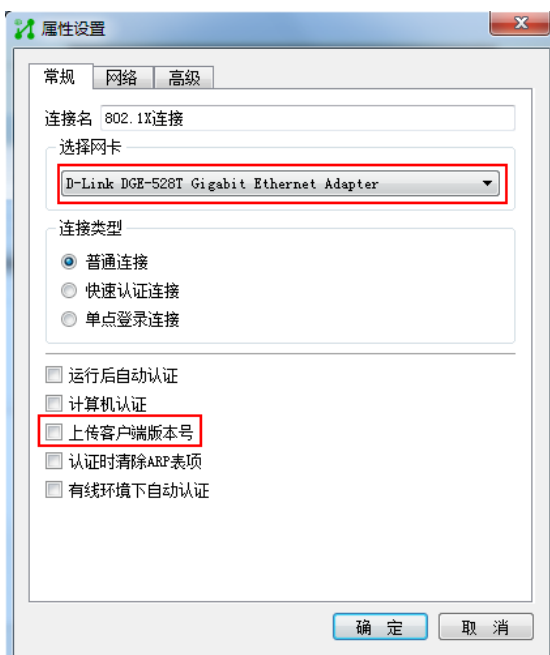 属性设置
常规 网络 高级
连接名 802.1X连接
选择网卡
D-Link DGE-528T Gigabit Ethernet Adapter
连接类型
普通连接
快速认证连接
单点登录连接
运行后自动认证
计算机认证
上传客户端版本号
认证时清除ARP表项
有线环境下自动认证
确 定 取 消